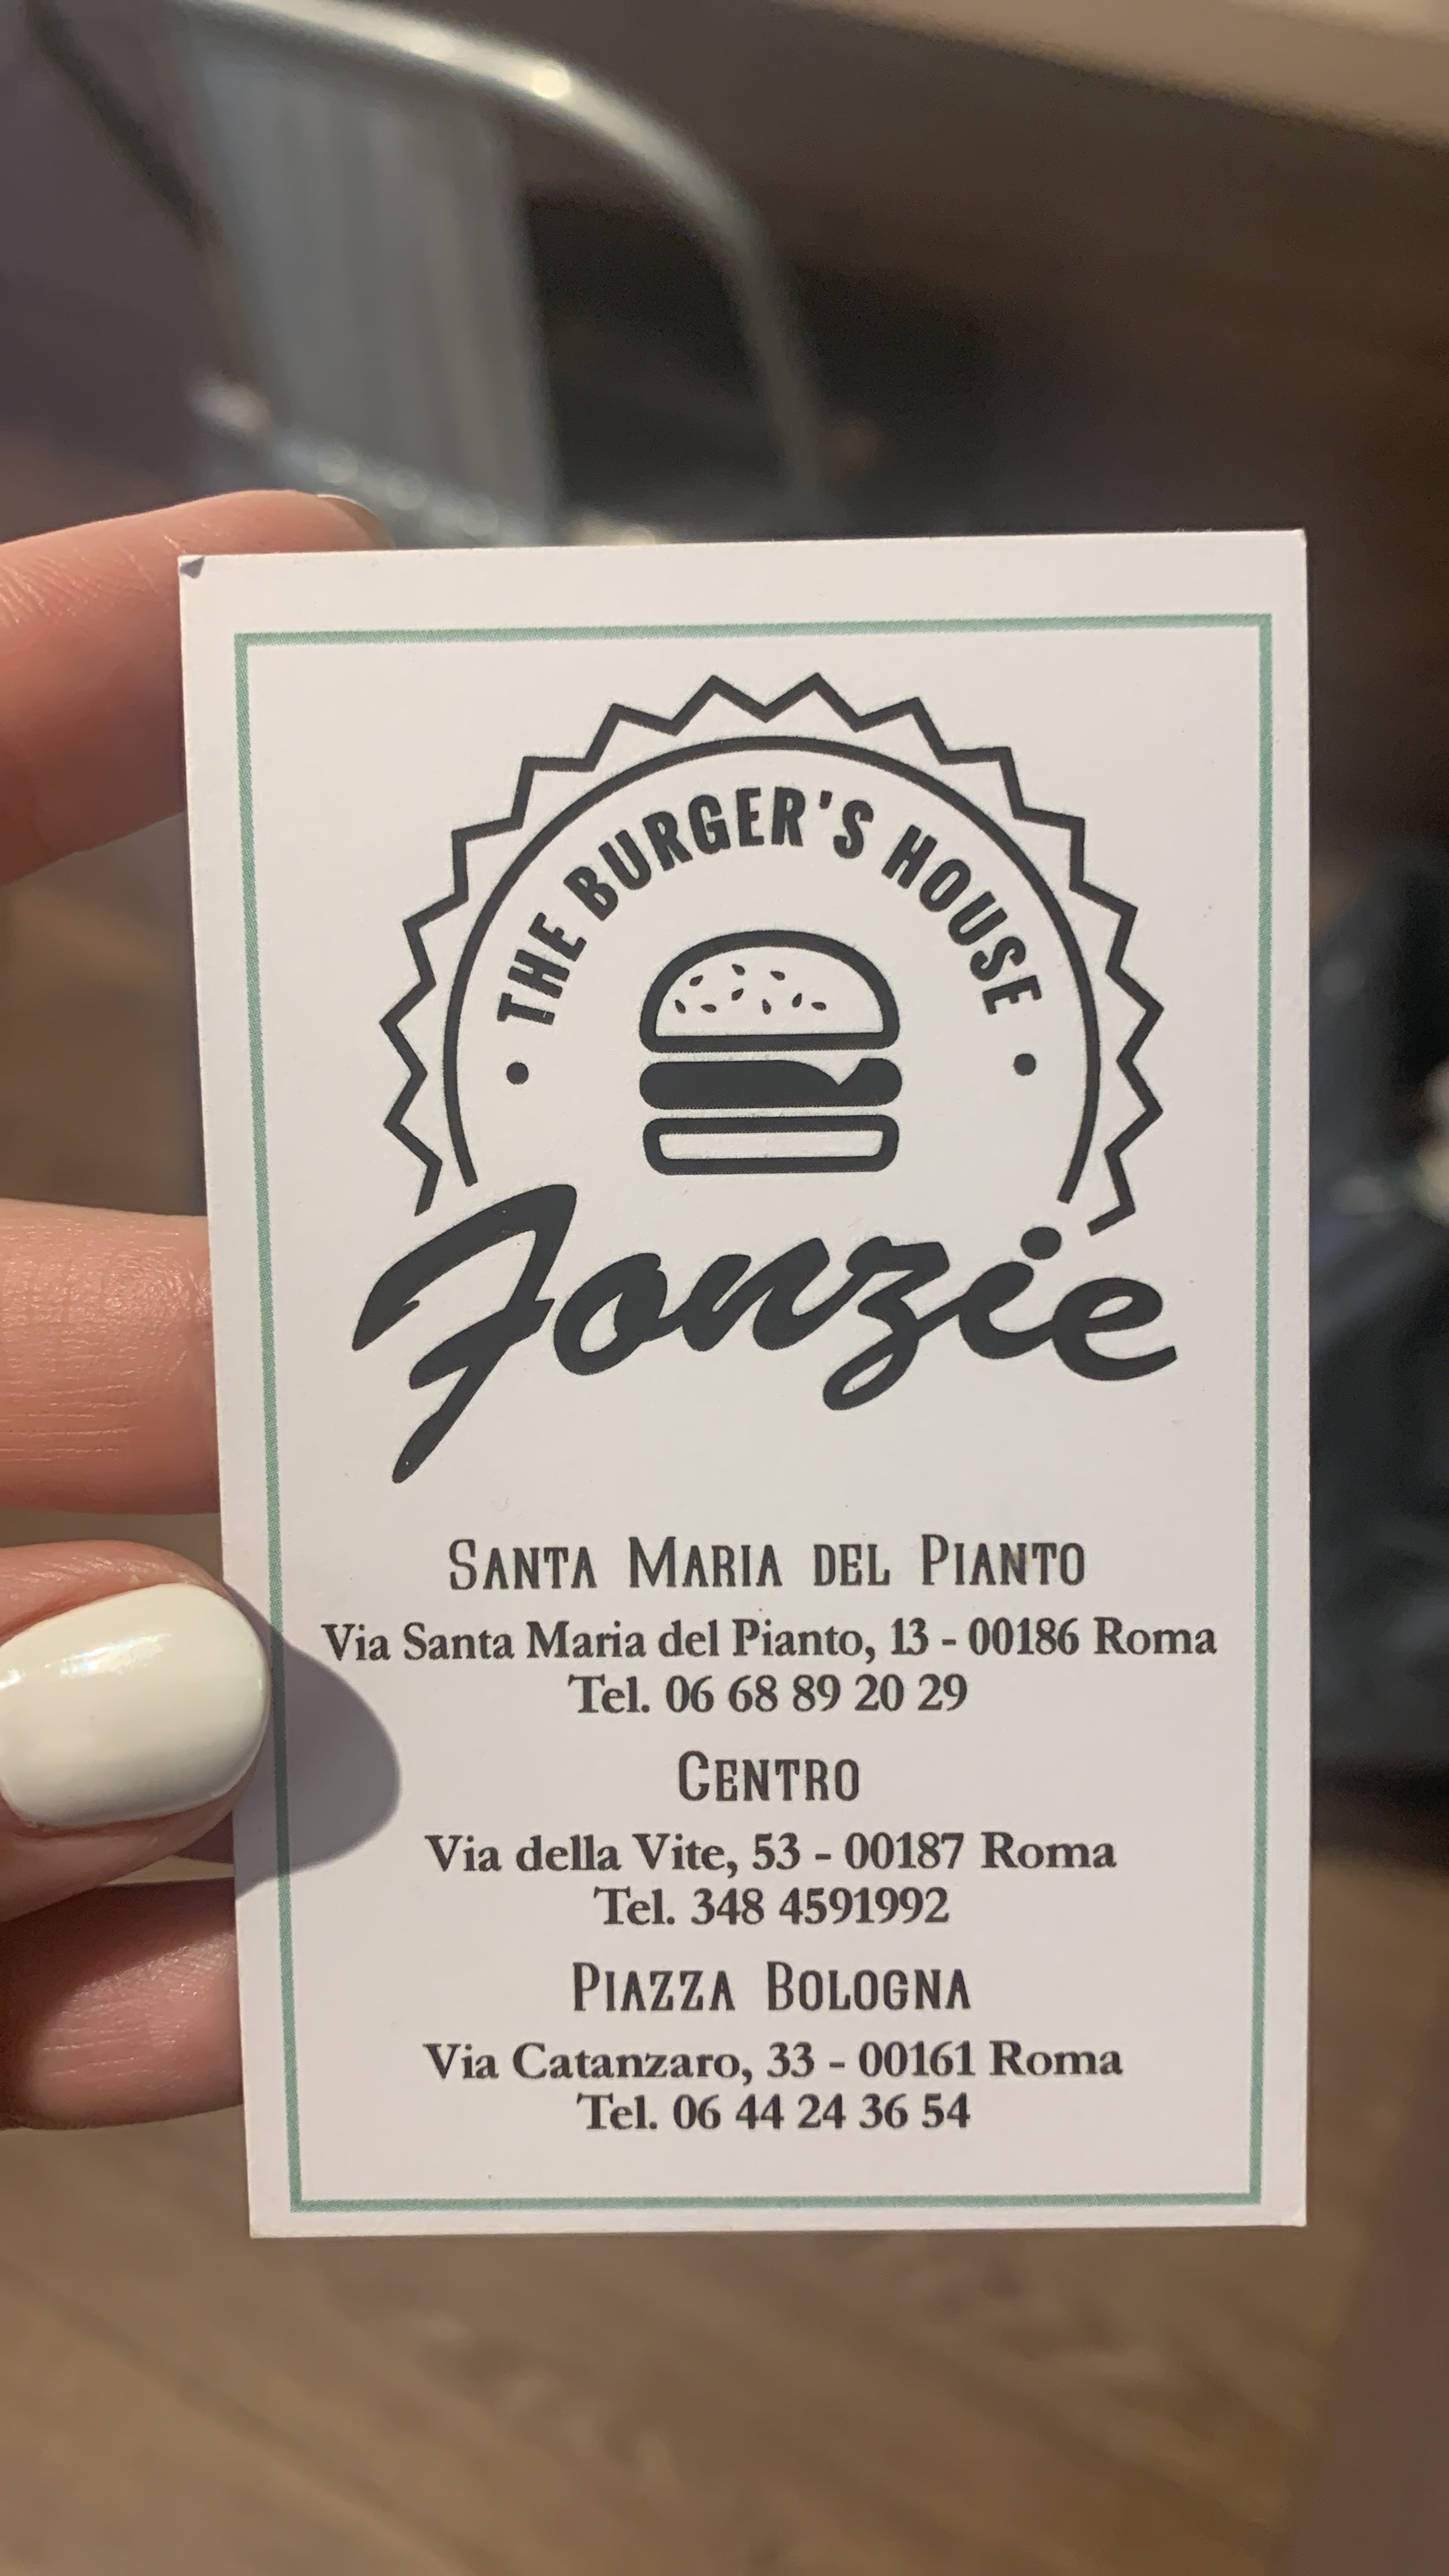 THE BURGER'S HOUSE
Fonzie
SANTA MARIA DEL PIANTO
Via Santa Maria del Pianto, 13 - 00186 Roma
Tel. 06 68 89 20 29
CENTRO
Via della Vite, 53 - 00187 Roma
Tel. 348 4591992
PIAZZA BOLOGNA
Via Catanzaro, 33 - 00161 Roma
Tel. 06 44 24 36 54